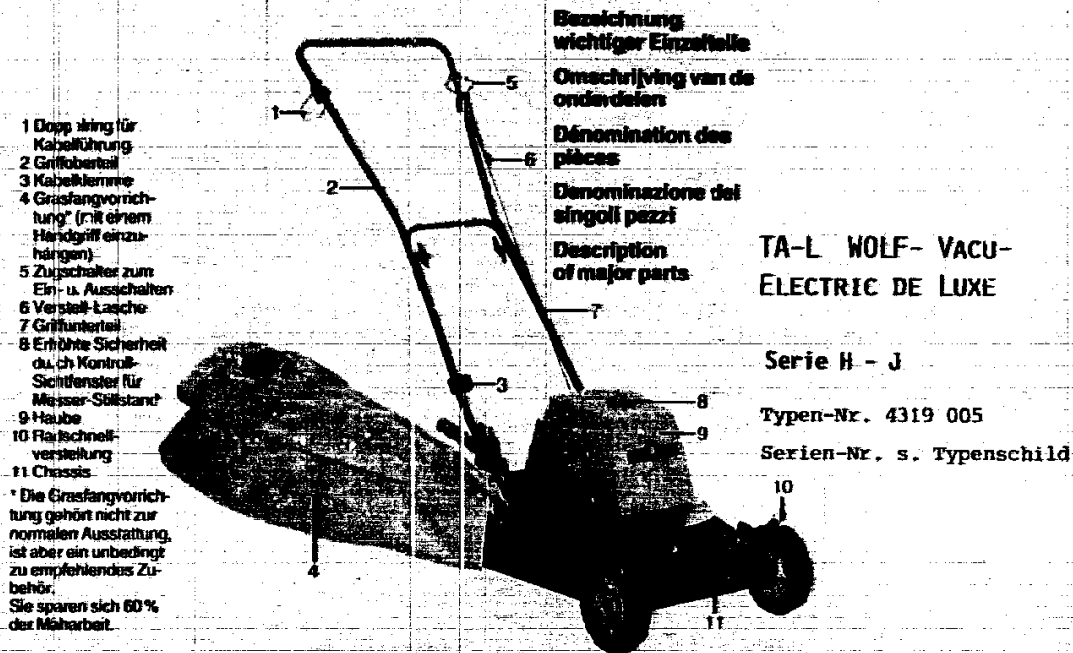 Bezeichnung
wichtiger Einzelteile
Omschrijving van de
onderdelen
Dénomination des
pièces
Denominazione dei
singoli pezzi
Description
of major parts
1 ring für
Kabelführung
2 Griffoberteil
3 Kabelklemme
4 Grasfangvorrich-
tung* (mit einem
Handgriff einzu-
hängen)
5 Zugschalter zum
Ein- u. Ausschalten
6 Verstell-Lasche
7 Griffunterteil
8 Erhöhte Sicherheit
durch Kontroll-
Sichtfenster für
Messer-Stillstand
9 Haube
10 Radschnell-
verstellung
11 Chassis
* Die Grasfangvorrich-
tung gehört nicht zur
normalen Ausstattung,
ist aber ein unbedingt
zu empfehlendes Zu-
behör.
Sie sparen sich 60%
der Mäharbeit.
TA-L WOLF- VACU-
ELECTRIC DE LUXE
Serie H - J
Typen-Nr. 4319 005
Serien-Nr. s. Typenschild
1
2
3
4
5
6
7
8
9
10
11